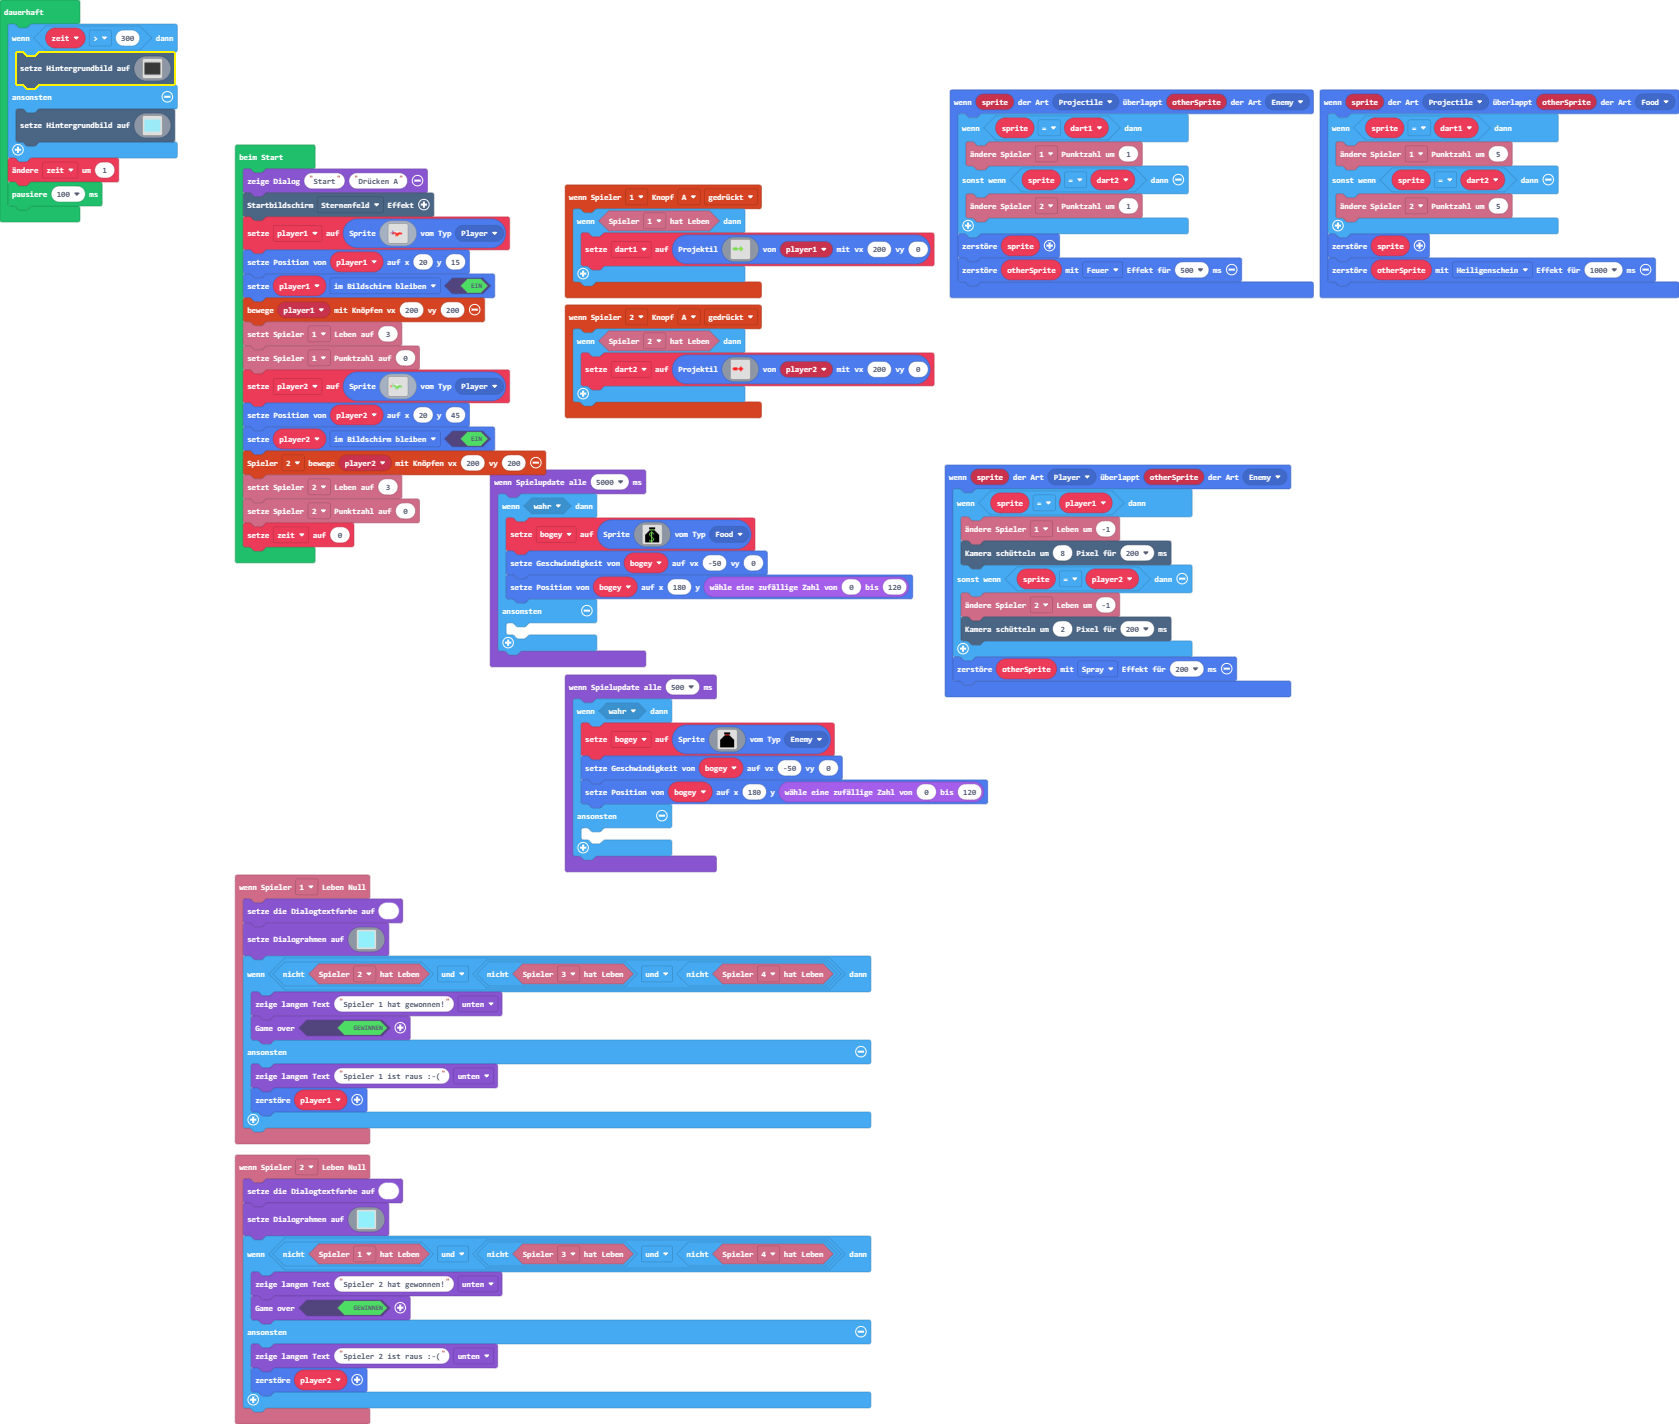 dauerhaft
wenn zeit > 300 dann
setze Hintergrundbild auf
ansonsten
setze Hintergrundbild auf
ändere zeit um 1
pausiere 100 ms
beim Start
zeige Dialog "Start" "Drücken A"
Startbildschirm Sternenfeld Effekt
setze player1 auf Sprite vom Typ Player
setze Position von player1 auf x 20 y 15
setze player1 im Bildschirm bleiben EIN
bewege player1 mit Knöpfen vx 200 vy 200
setzt Spieler 1 Leben auf 3
setze Spieler 1 Punktzahl auf 0
setze player2 auf Sprite vom Typ Player
setze Position von player2 auf x 20 y 45
setze player2 im Bildschirm bleiben EIN
Spieler 2 bewege player2 mit Knöpfen vx 200 vy 200
setzt Spieler 2 Leben auf 3
setze Spieler 2 Punktzahl auf 0
setze zeit auf 0
wenn Spieler 1 Knopf A gedrückt
wenn Spieler 1 hat Leben dann
setze dart1 auf Projektil von player1 mit vx 200 vy 0
wenn Spieler 2 Knopf A gedrückt
wenn Spieler 2 hat Leben dann
setze dart2 auf Projektil von player2 mit vx 200 vy 0
wenn Spielupdate alle 5000 ms
wenn wahr dann
setze bogey auf Sprite vom Typ Food
setze Geschwindigkeit von bogey auf vx -50 vy 0
setze Position von bogey auf x 180 y wähle eine zufällige Zahl von 0 bis 120
ansonsten
wenn Spielupdate alle 500 ms
wenn wahr dann
setze bogey auf Sprite vom Typ Enemy
setze Geschwindigkeit von bogey auf vx -50 vy 0
setze Position von bogey auf x 180 y wähle eine zufällige Zahl von 0 bis 120
ansonsten
wenn sprite der Art Projectile überlappt otherSprite der Art Enemy
wenn sprite = dart1 dann
ändere Spieler 1 Punktzahl um 1
sonst wenn sprite = dart2 dann
ändere Spieler 2 Punktzahl um 1
zerstöre sprite
zerstöre otherSprite mit Feuer Effekt für 500 ms
wenn sprite der Art Projectile überlappt otherSprite der Art Food
wenn sprite = dart1 dann
ändere Spieler 1 Punktzahl um 5
sonst wenn sprite = dart2 dann
ändere Spieler 2 Punktzahl um 5
zerstöre sprite
zerstöre otherSprite mit Heiligenschein Effekt für 1000 ms
wenn sprite der Art Player überlappt otherSprite der Art Enemy
wenn sprite = player1 dann
ändere Spieler 1 Leben um -1
Kamera schütteln um 8 Pixel für 200 ms
sonst wenn sprite = player2 dann
ändere Spieler 2 Leben um -1
Kamera schütteln um 2 Pixel für 200 ms
zerstöre otherSprite mit Spray Effekt für 200 ms
wenn Spieler 1 Leben Null
setze die Dialogtextfarbe auf
setze Dialograhmen auf
wenn nicht Spieler 2 hat Leben und nicht Spieler 3 hat Leben und nicht Spieler 4 hat Leben dann
zeige langen Text "Spieler 1 hat gewonnen!" unten
Game over GEWINNEN
ansonsten
zeige langen Text "Spieler 1 ist raus :-(" unten
zerstöre player1
wenn Spieler 2 Leben Null
setze die Dialogtextfarbe auf
setze Dialograhmen auf
wenn nicht Spieler 1 hat Leben und nicht Spieler 3 hat Leben und nicht Spieler 4 hat Leben dann
zeige langen Text "Spieler 2 hat gewonnen!" unten
Game over GEWINNEN
ansonsten
zeige langen Text "Spieler 2 ist raus :-(" unten
zerstöre player2